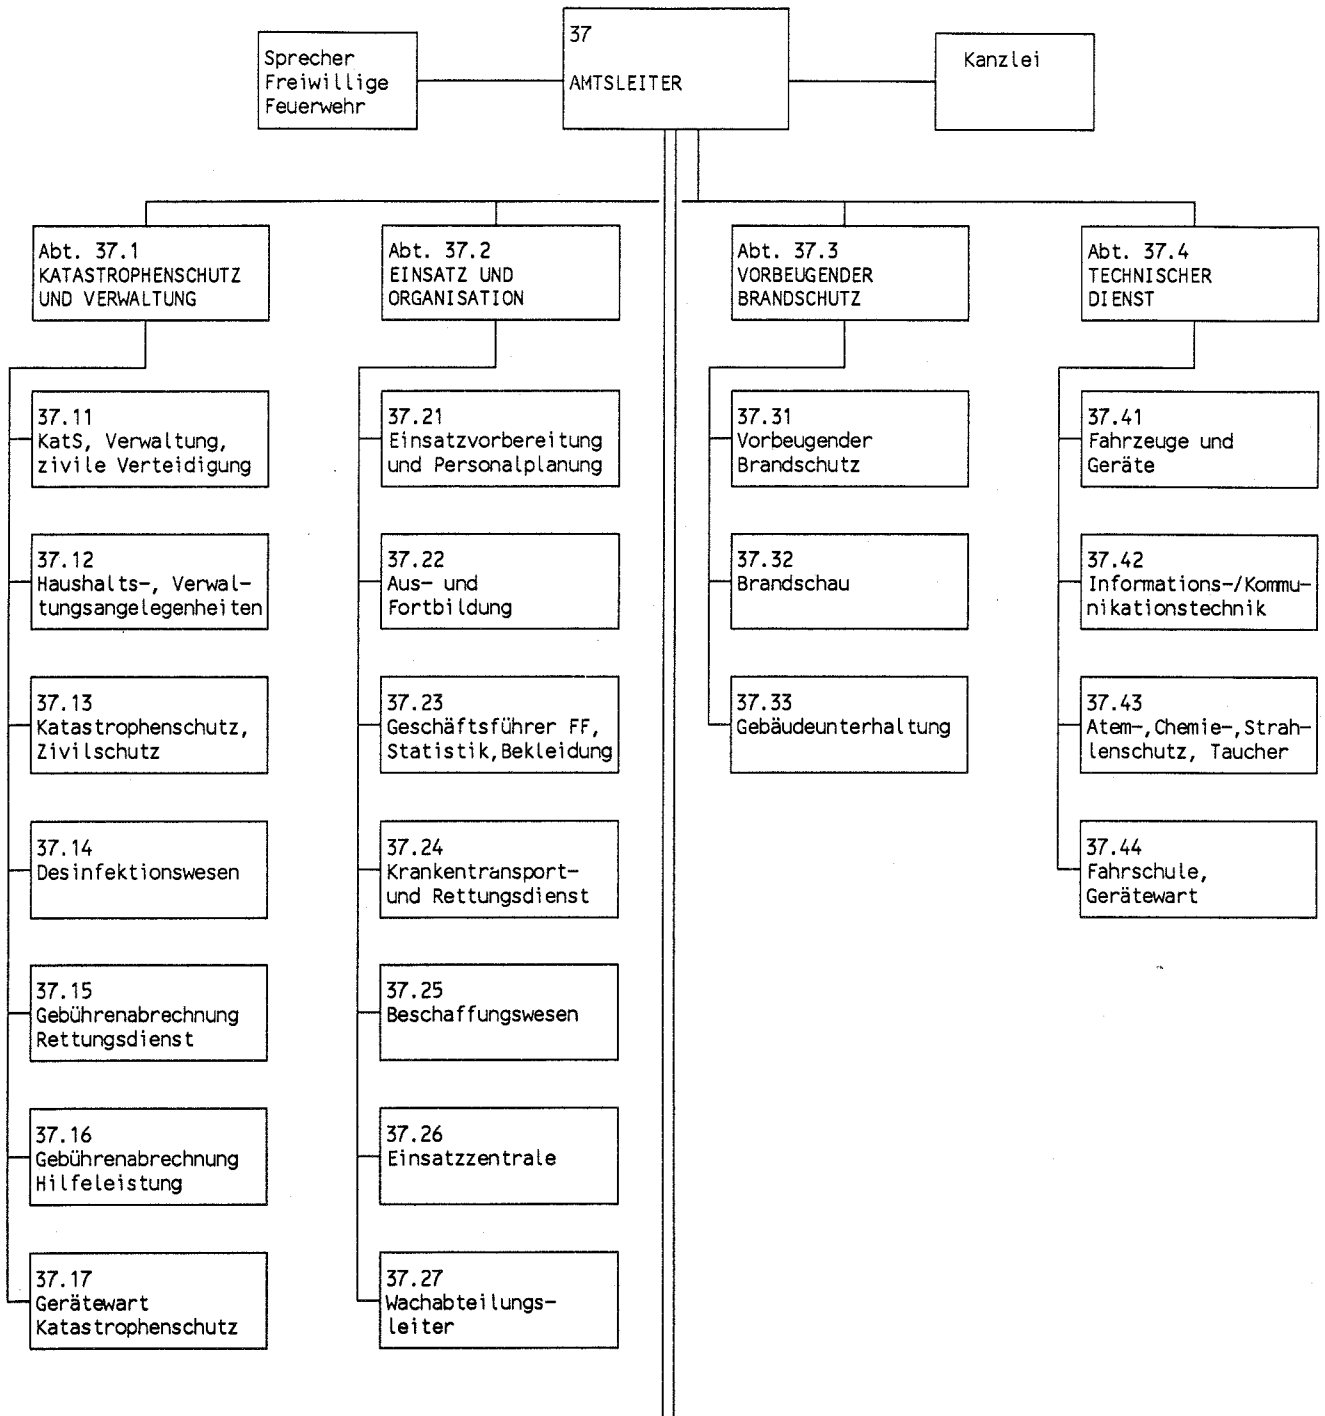 Sprecher
Freiwillige
Feuerwehr
37
AMTSLEITER
Kanzlei
Abt. 37.1
KATASTROPHENSCHUTZ
UND VERWALTUNG
37.11
KatS, Verwaltung,
zivile Verteidigung
37.12
Haushalts-, Verwal-
tungsangelegenheiten
37.13
Katastrophenschutz,
Zivilschutz
37.14
Desinfektionswesen
37.15
Gebührenabrechnung
Rettungsdienst
37.16
Gebührenabrechnung
Hilfeleistung
37.17
Gerätewart
Katastrophenschutz
Abt. 37.2
EINSATZ UND
ORGANISATION
37.21
Einsatzvorbereitung
und Personalplanung
37.22
Aus- und
Fortbildung
37.23
Geschäftsführer FF,
Statistik,Bekleidung
37.24
Krankentransport-
und Rettungsdienst
37.25
Beschaffungswesen
37.26
Einsatzzentrale
37.27
Wachabteilungs-
leiter
Abt. 37.3
VORBEUGENDER
BRANDSCHUTZ
37.31
Vorbeugender
Brandschutz
37.32
Brandschau
37.33
Gebäudeunterhaltung
Abt. 37.4
TECHNISCHER
DIENST
37.41
Fahrzeuge und
Geräte
37.42
Informations-/Kommu-
nikationstechnik
37.43
Atem-,Chemie-,Strah-
lenschutz, Taucher
37.44
Fahrschule,
Gerätewart